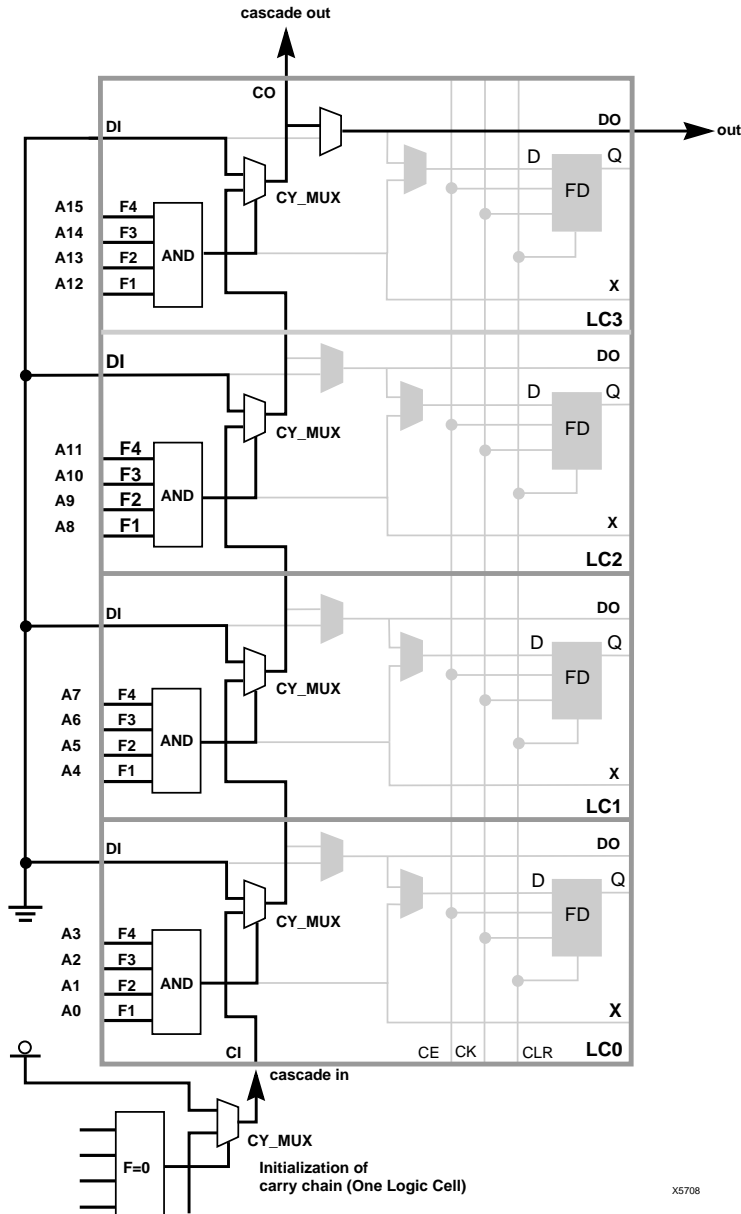 cascade out
CO
DI
DO
out
D
Q
FD
CY_MUX
A15
F4
A14
F3
A13
F2
A12
F1
AND
X
LC3
DI
DO
D
Q
FD
CY_MUX
A11
F4
A10
F3
A9
F2
A8
F1
AND
X
LC2
DI
DO
D
Q
FD
CY_MUX
A7
F4
A6
F3
A5
F2
A4
F1
AND
X
LC1
DI
DO
D
Q
FD
CY_MUX
A3
F4
A2
F3
A1
F2
A0
F1
AND
X
CI
CE
CK
CLR
LC0
cascade in
CY_MUX
F=0
Initialization of
carry chain (One Logic Cell)
X5708